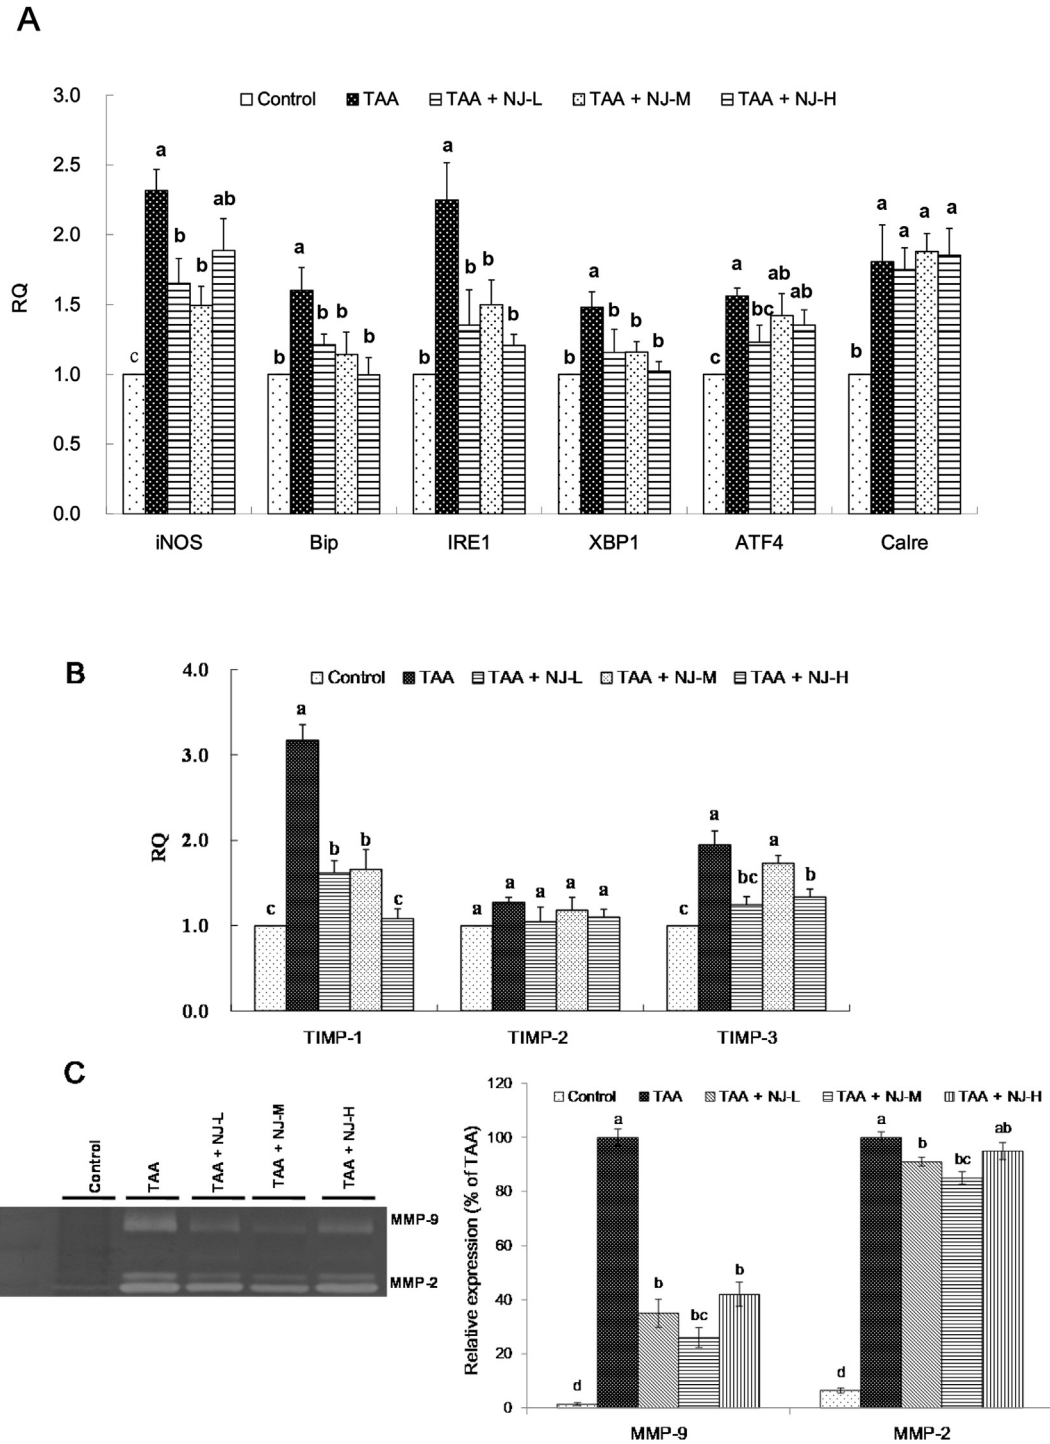 A
Control TAA TAA + NJ-L TAA + NJ-M TAA + NJ-H
3.0
2.5
2.0
1.5
1.0
0.5
0.0
RQ
c a b b ab
b a b b b
b a b b b
b a b b b
c a bc ab ab
b a a a a
iNOS Bip IRE1 XBP1 ATF4 Calre
B
Control TAA TAA + NJ-L TAA + NJ-M TAA + NJ-H
4.0
3.0
2.0
1.0
0.0
RQ
c a b b c
a a a a a
c a bc a b
TIMP-1 TIMP-2 TIMP-3
C
Control TAA TAA + NJ-L TAA + NJ-M TAA + NJ-H
MMP-9
MMP-2
Control TAA TAA + NJ-L TAA + NJ-M TAA + NJ-H
120
100
80
60
40
20
0
Relative expression (% of TAA)
d a b bc b
d a b bc ab
MMP-9 MMP-2